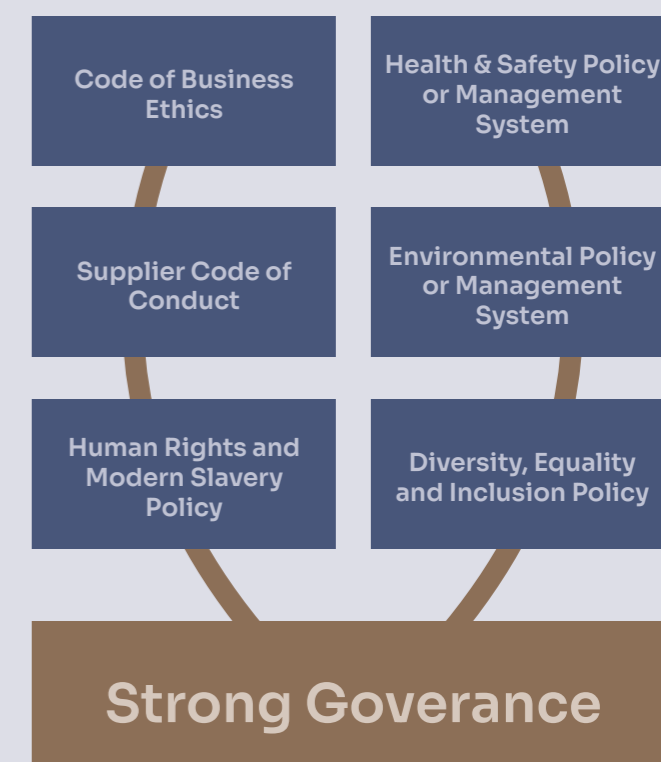 Code of Business
Ethics
Health & Safety Policy
or Management
System
Supplier Code of
Conduct
Environmental Policy
or Management
System
Human Rights and
Modern Slavery
Policy
Diversity, Equality
and Inclusion Policy
Strong Goverance